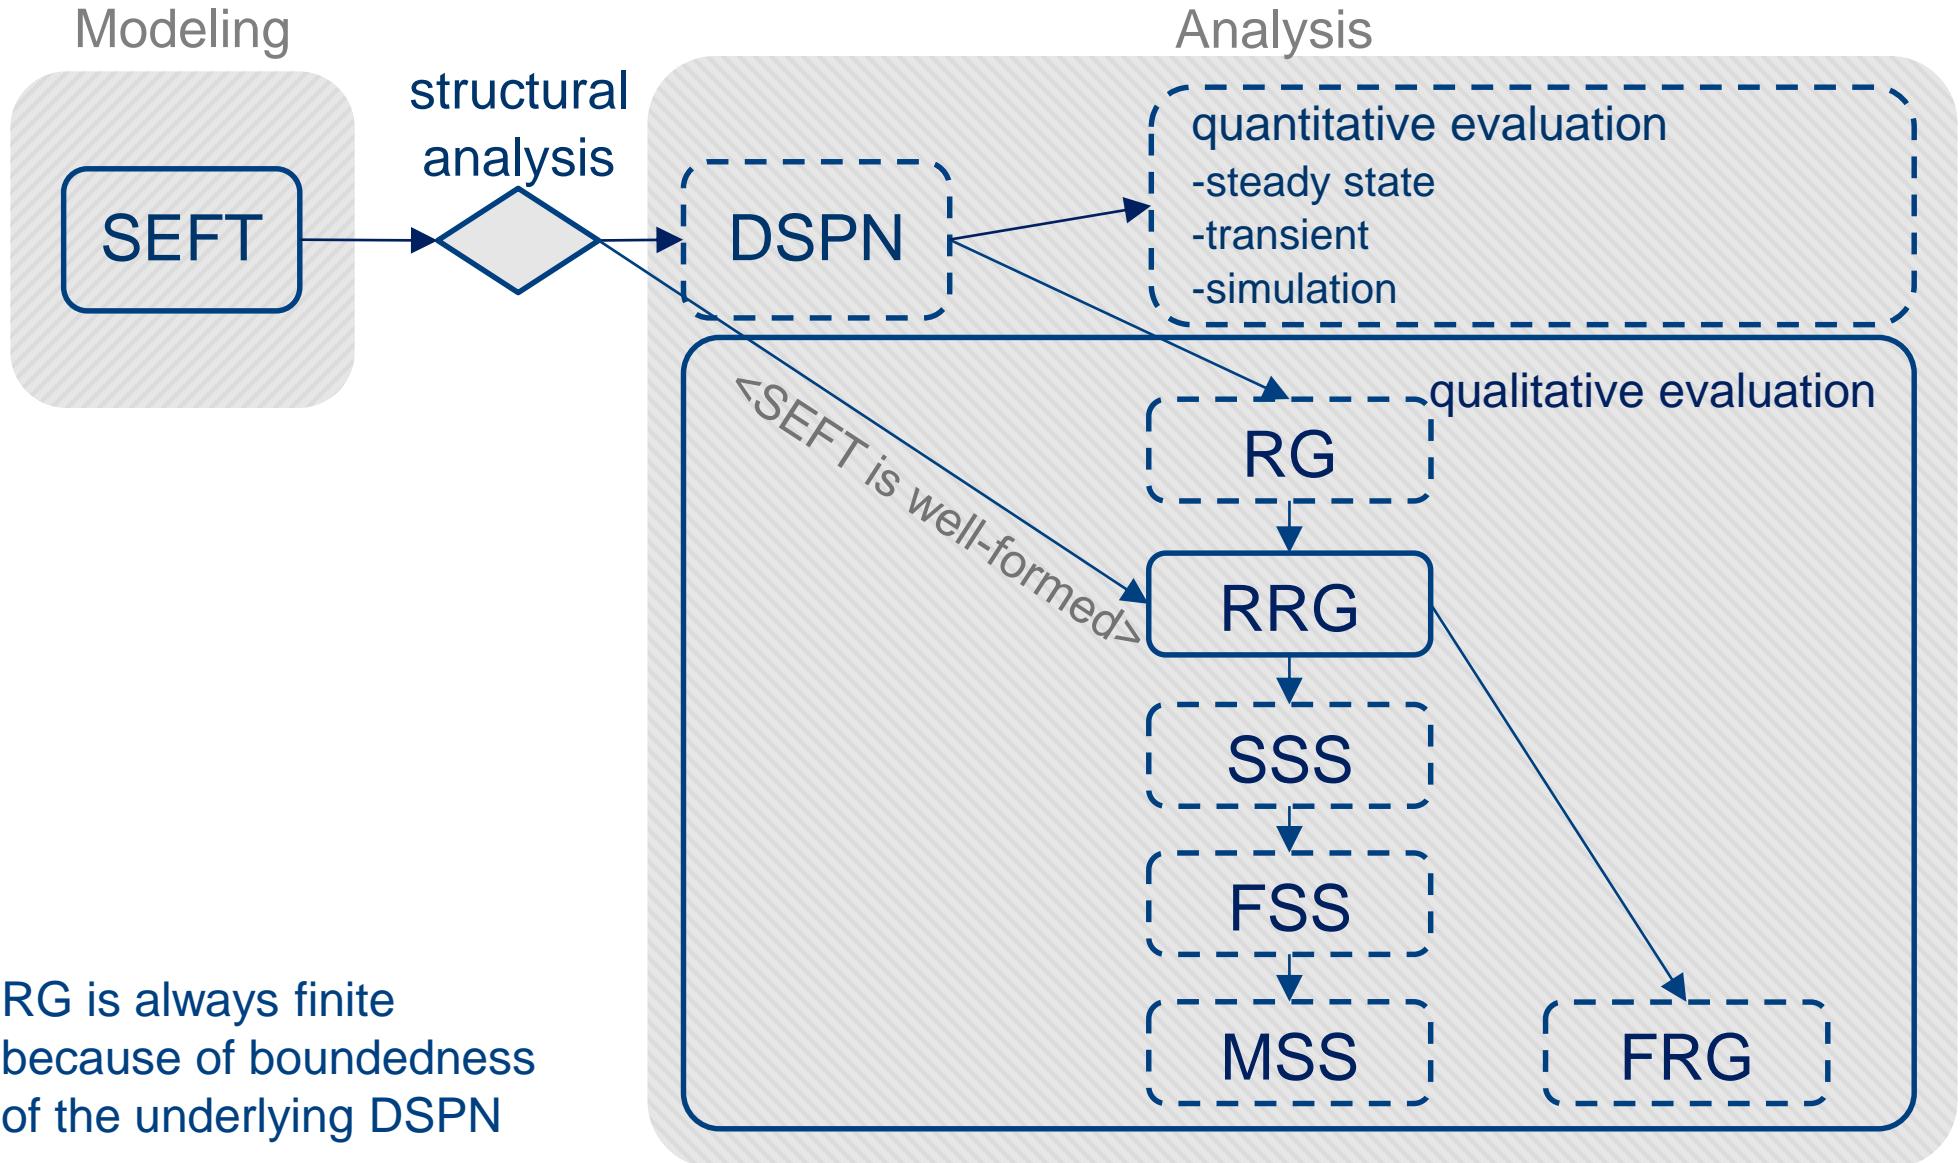 Modeling
Analysis
structural
analysis
SEFT
DSPN
quantitative evaluation
-steady state
-transient
-simulation
<SEFT is well-formed>
qualitative evaluation
RG
RRG
SSS
FSS
MSS
FRG
RG is always finite
because of boundedness
of the underlying DSPN